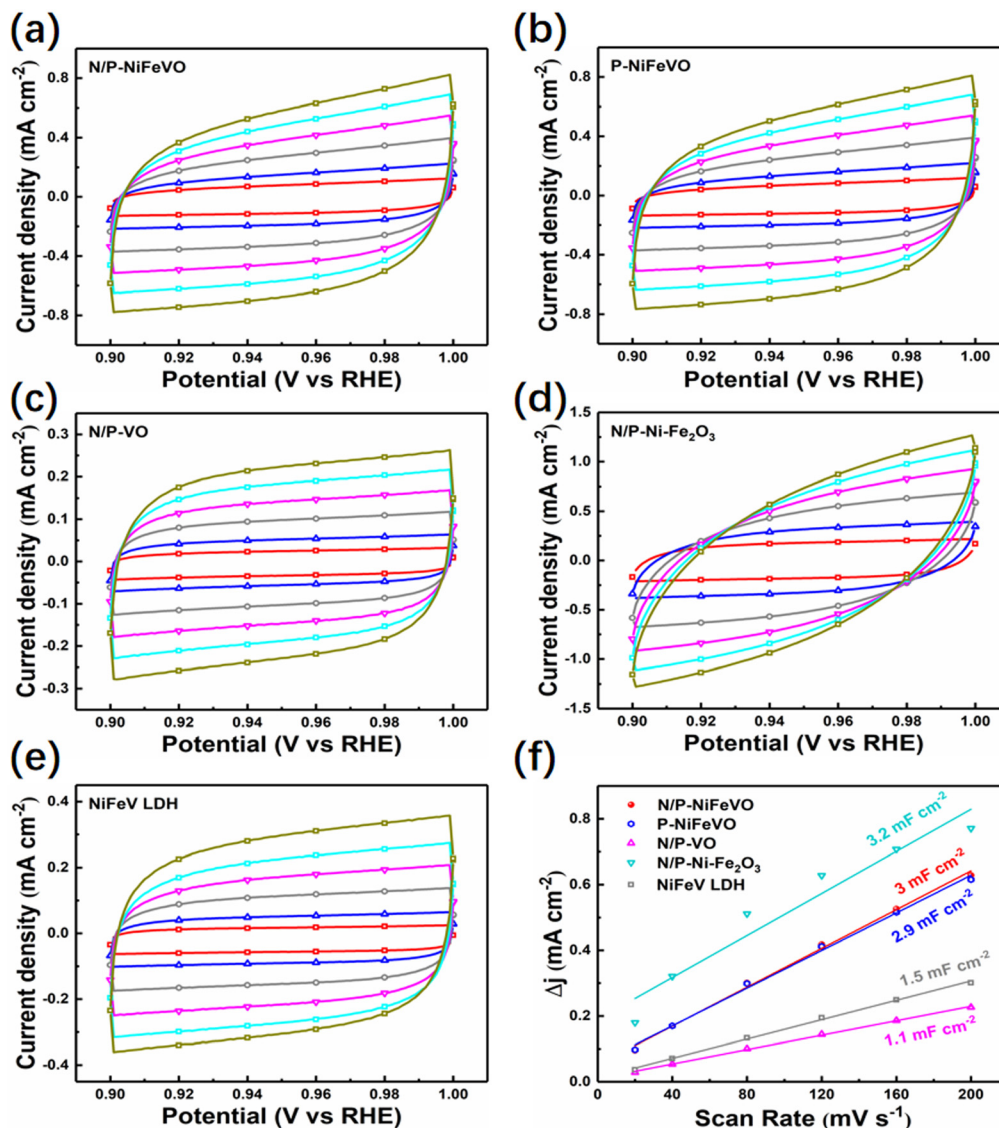 (a)
N/P-NiFeVO
0.8
0.4
0.0
-0.4
-0.8
0.90 0.92 0.94 0.96 0.98 1.00
Potential (V vs RHE)
Current density (mA cm⁻²)
(b)
P-NiFeVO
0.8
0.4
0.0
-0.4
-0.8
0.90 0.92 0.94 0.96 0.98 1.00
Potential (V vs RHE)
Current density (mA cm⁻²)
(c)
N/P-VO
0.3
0.2
0.1
0.0
-0.1
-0.2
-0.3
0.90 0.92 0.94 0.96 0.98 1.00
Potential (V vs RHE)
Current density (mA cm⁻²)
(d)
N/P-Ni-Fe₂O₃
1.5
1.0
0.5
0.0
-0.5
-1.0
-1.5
0.90 0.92 0.94 0.96 0.98 1.00
Potential (V vs RHE)
Current density (mA cm⁻²)
(e)
NiFeV LDH
0.4
0.2
0.0
-0.2
-0.4
0.90 0.92 0.94 0.96 0.98 1.00
Potential (V vs RHE)
Current density (mA cm⁻²)
(f)
N/P-NiFeVO
P-NiFeVO
N/P-VO
N/P-Ni-Fe₂O₃
NiFeV LDH
3.2 mF cm⁻²
3 mF cm⁻²
2.9 mF cm⁻²
1.5 mF cm⁻²
1.1 mF cm⁻²
0.8
0.6
0.4
0.2
0.0
0 40 80 120 160 200
Scan Rate (mV s⁻¹)
Δj (mA cm⁻²)